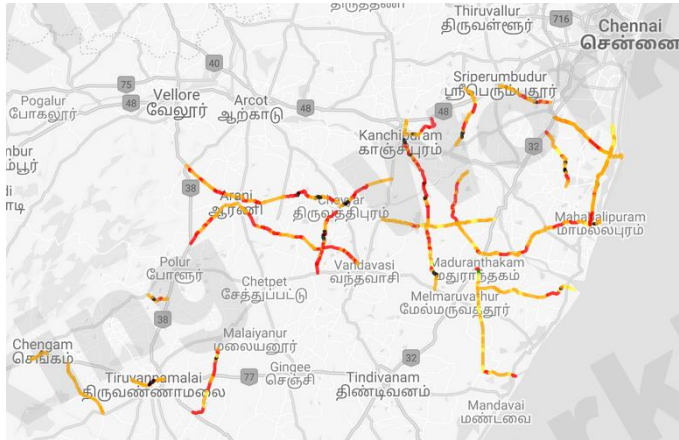 திருத்தணி
Thiruvallur
திருவள்ளூர்
716
Chennai
சென்னை
40
75
48
Pogalur
போகலூர்
Vellore
வேலூர்
Arcot
ஆற்காடு
48
Sriperumbudur
ஸ்ரீபெரும்புதூர்
48
Kanchipuram
காஞ்சிபுரம்
32
38
Arani
ஆரணி
Cheyyar
திருவத்திபுரம்
Mahabalipuram
மாமல்லபுரம்
Polur
போளூர்
Chetpet
சேத்துப்பட்டு
Vandavasi
வந்தவாசி
Maduranthakam
மதுராந்தகம்
Melmaruvathur
மேல்மருவத்தூர்
38
Chengam
செங்கம்
Malaiyanur
மலையனூர்
Tiruvannamalai
திருவண்ணாமலை
77
Gingee
செஞ்சி
32
Tindivanam
திண்டிவனம்
Mandavai
மண்டவை